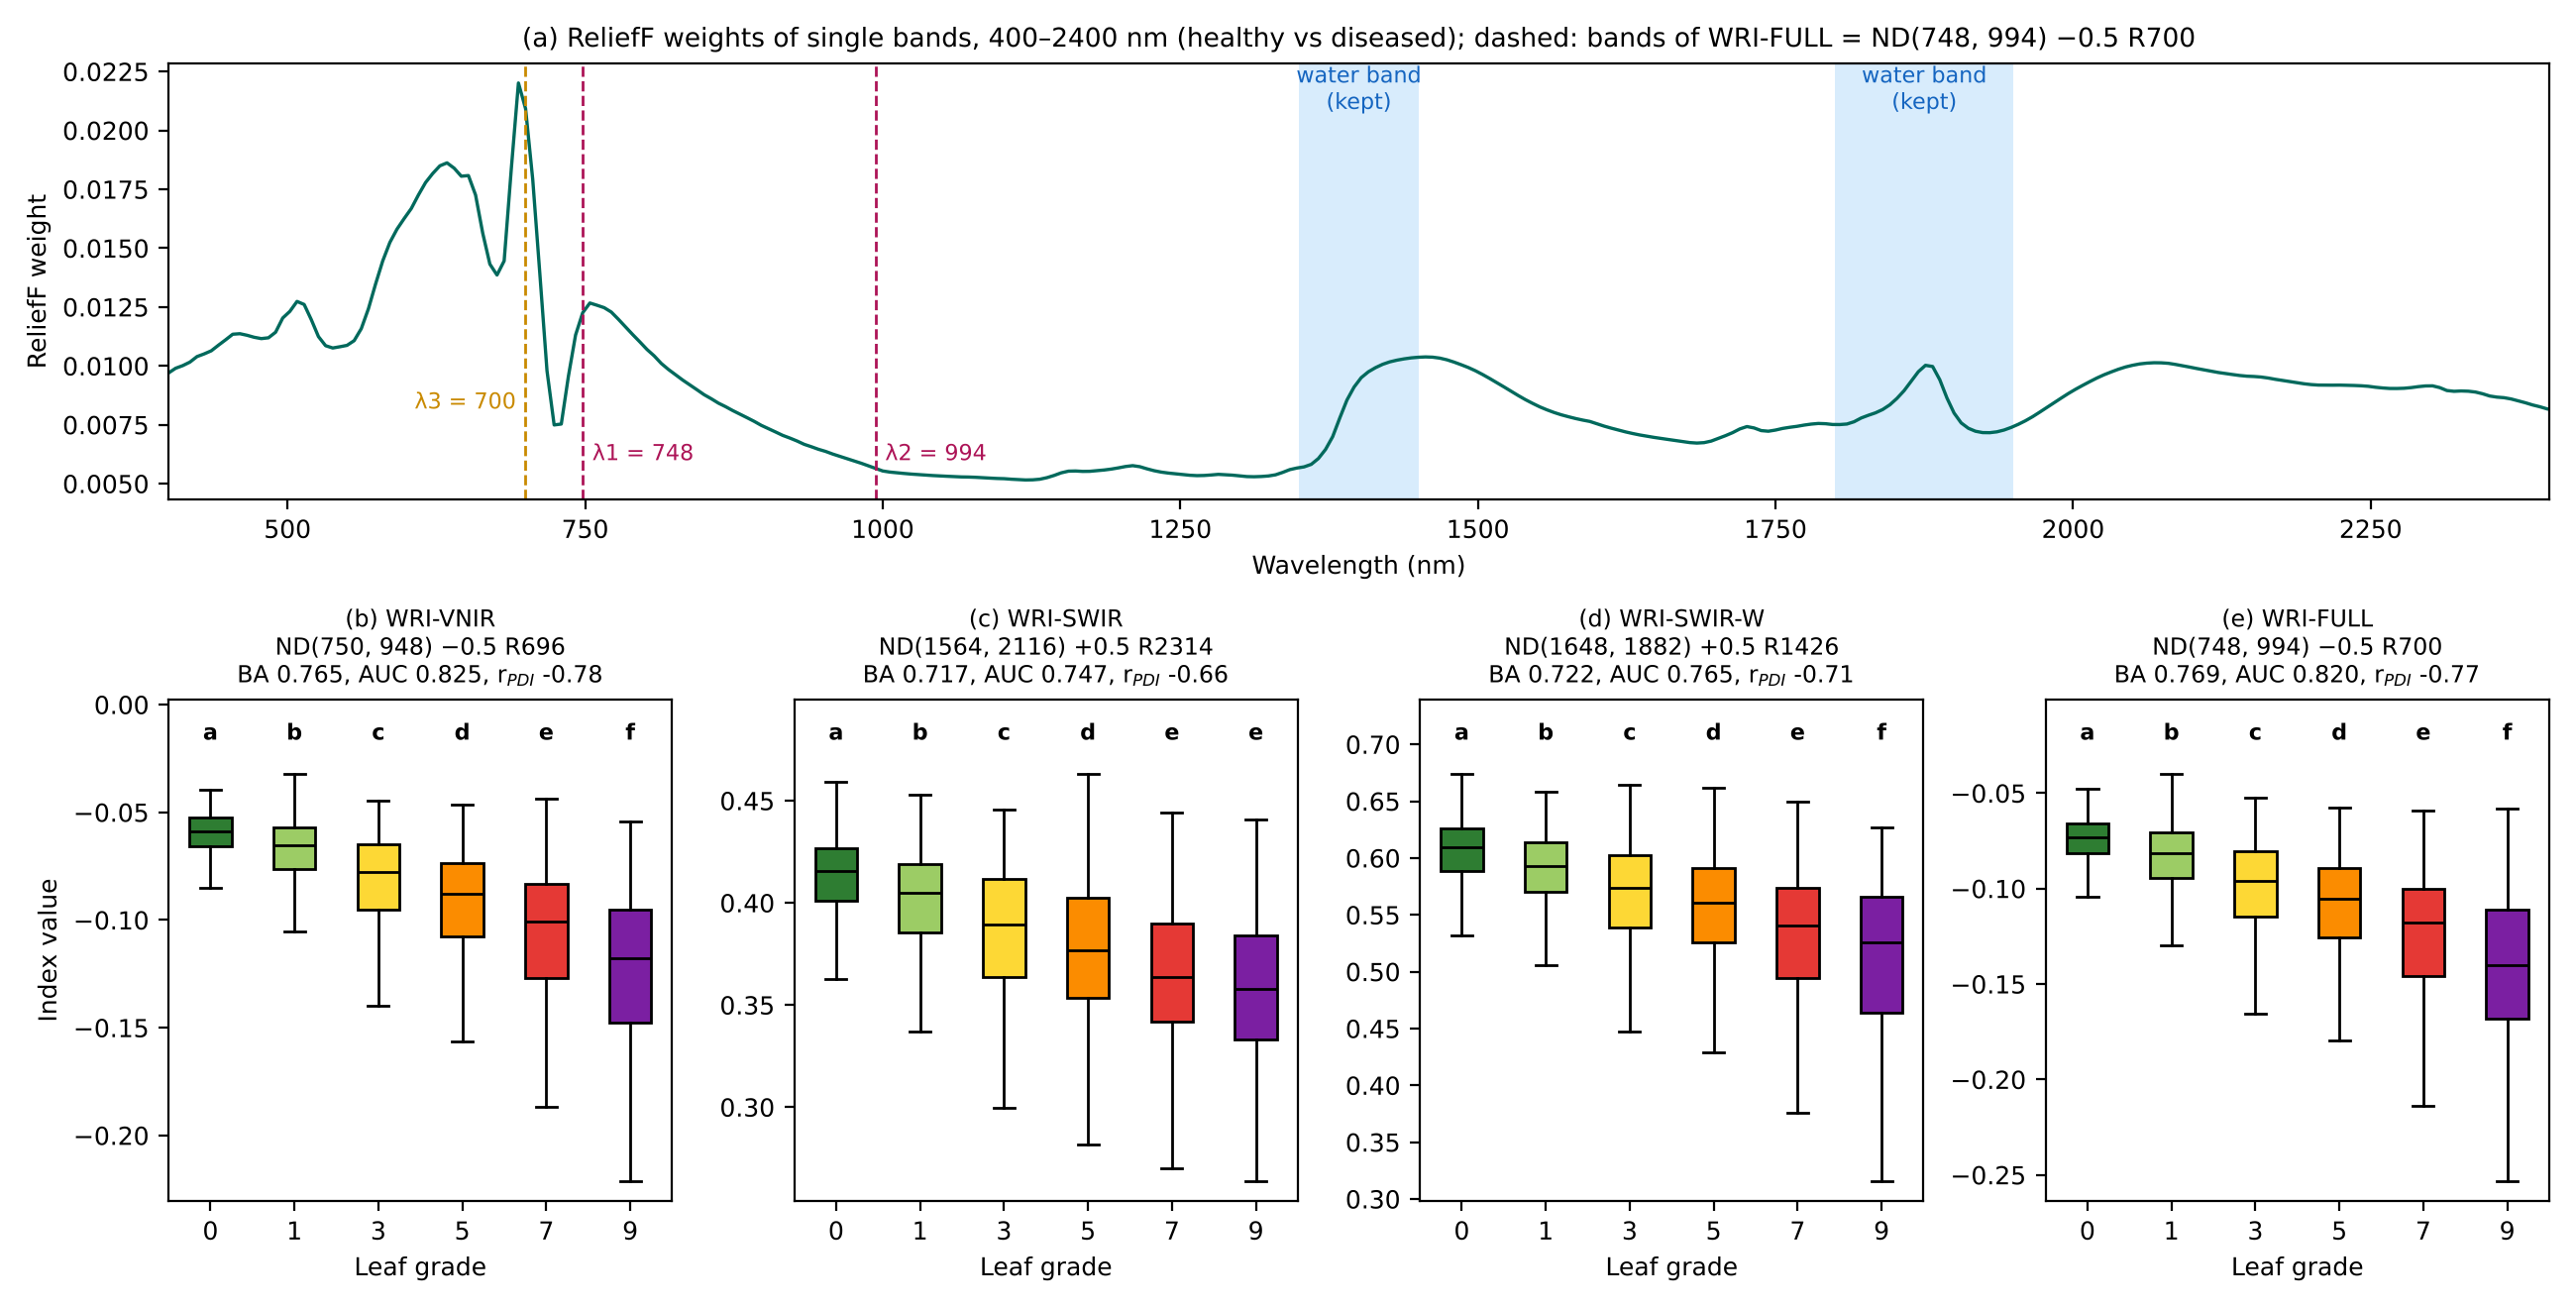 (a) ReliefF weights of single bands, 400–2400 nm (healthy vs diseased); dashed: bands of WRI-FULL = ND(748, 994) −0.5 R700
ReliefF weight
0.0225
0.0200
0.0175
0.0150
0.0125
0.0100
0.0075
0.0050
water band
(kept)
water band
(kept)
λ3 = 700
λ1 = 748
λ2 = 994
500 750 1000 1250 1500 1750 2000 2250
Wavelength (nm)
(b) WRI-VNIR
ND(750, 948) −0.5 R696
BA 0.765, AUC 0.825, rPDI -0.78
Index value
0.00
−0.05
−0.10
−0.15
−0.20
a b c d e f
0 1 3 5 7 9
Leaf grade
(c) WRI-SWIR
ND(1564, 2116) +0.5 R2314
BA 0.717, AUC 0.747, rPDI -0.66
0.45
0.40
0.35
0.30
a b c d e e
0 1 3 5 7 9
Leaf grade
(d) WRI-SWIR-W
ND(1648, 1882) +0.5 R1426
BA 0.722, AUC 0.765, rPDI -0.71
0.70
0.65
0.60
0.55
0.50
0.45
0.40
0.35
0.30
a b c d e f
0 1 3 5 7 9
Leaf grade
(e) WRI-FULL
ND(748, 994) −0.5 R700
BA 0.769, AUC 0.820, rPDI -0.77
−0.05
−0.10
−0.15
−0.20
−0.25
a b c d e f
0 1 3 5 7 9
Leaf grade